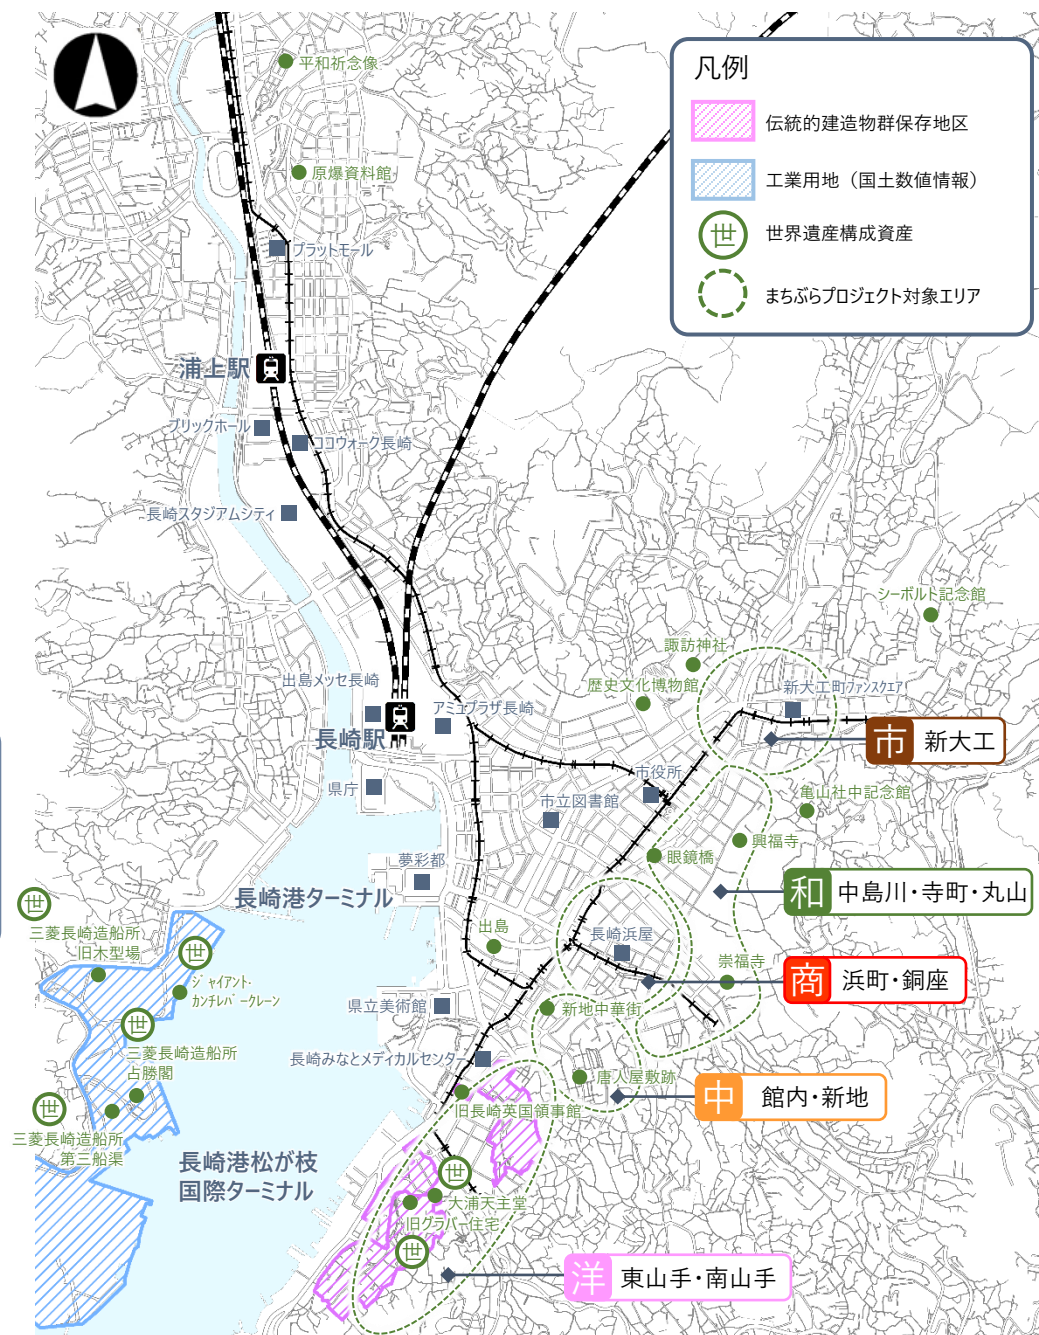 凡例
伝統的建造物群保存地区
工業用地（国土数値情報）
世
世界遺産構成資産
まちぶらプロジェクト対象エリア
平和祈念像
原爆資料館
プラットモール
浦上駅
ブリックホール
ココウォーク長崎
長崎スタジアムシティ
シーボルト記念館
諏訪神社
歴史文化博物館
新大工町ファンスクエア
出島メッセ長崎
アミュプラザ長崎
長崎駅
市 新大工
市役所
県庁
市立図書館
亀山社中記念館
眼鏡橋
興福寺
夢彩都
和 中島川・寺町・丸山
長崎港ターミナル
世
出島
長崎浜屋
三菱長崎造船所
旧木型場
世
崇福寺
商 浜町・銅座
ジャイアント・
カンチレバークレーン
県立美術館
新地中華街
世
三菱長崎造船所
占勝閣
長崎みなとメディカルセンター
唐人屋敷跡
中 館内・新地
世
旧長崎英国領事館
三菱長崎造船所
第三船渠
長崎港松が枝
国際ターミナル
世
大浦天主堂
旧グラバー住宅
世
洋 東山手・南山手